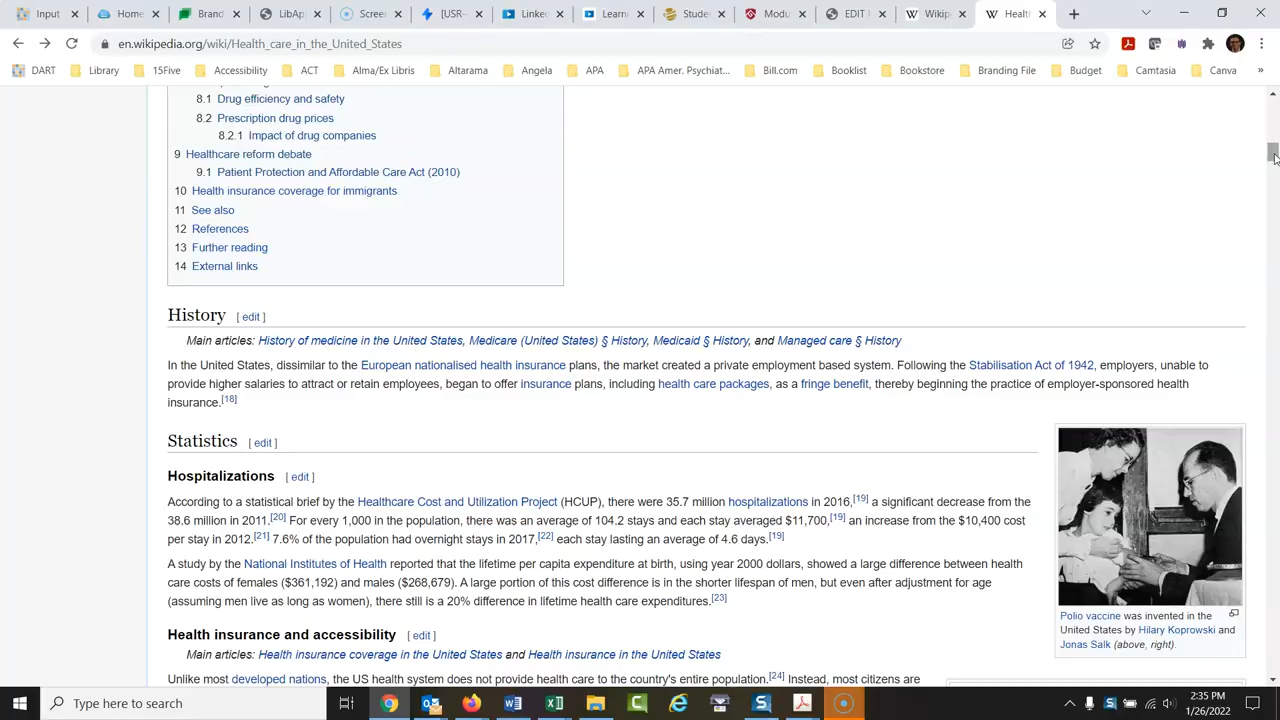 Input
Home
Brand
LibAp
Scree
[USR-
Linked
Learn
Stude
Modu
EDIT
Wikip
Health
en.wikipedia.org/wiki/Health_care_in_the_United_States
DART Library 15Five Accessibility ACT Alma/Ex Libris Altarama Angela APA APA Amer. Psychiat... Bill.com Booklist Bookstore Branding File Budget Camtasia Canva »
8.1 Drug efficiency and safety
8.2 Prescription drug prices
8.2.1 Impact of drug companies
9 Healthcare reform debate
9.1 Patient Protection and Affordable Care Act (2010)
10 Health insurance coverage for immigrants
11 See also
12 References
13 Further reading
14 External links
History [ edit ]
Main articles: History of medicine in the United States, Medicare (United States) § History, Medicaid § History, and Managed care § History
In the United States, dissimilar to the European nationalised health insurance plans, the market created a private employment based system. Following the Stabilisation Act of 1942, employers, unable to
provide higher salaries to attract or retain employees, began to offer insurance plans, including health care packages, as a fringe benefit, thereby beginning the practice of employer-sponsored health
insurance.[18]
Statistics [ edit ]
Hospitalizations [ edit ]
According to a statistical brief by the Healthcare Cost and Utilization Project (HCUP), there were 35.7 million hospitalizations in 2016,[19] a significant decrease from the
38.6 million in 2011.[20] For every 1,000 in the population, there was an average of 104.2 stays and each stay averaged $11,700,[19] an increase from the $10,400 cost
per stay in 2012.[21] 7.6% of the population had overnight stays in 2017,[22] each stay lasting an average of 4.6 days.[19]
A study by the National Institutes of Health reported that the lifetime per capita expenditure at birth, using year 2000 dollars, showed a large difference between health
care costs of females ($361,192) and males ($268,679). A large portion of this cost difference is in the shorter lifespan of men, but even after adjustment for age
(assuming men live as long as women), there still is a 20% difference in lifetime health care expenditures.[23]
Polio vaccine was invented in the
United States by Hilary Koprowski and
Jonas Salk (above, right).
Health insurance and accessibility [ edit ]
Main articles: Health insurance coverage in the United States and Health insurance in the United States
Unlike most developed nations, the US health system does not provide health care to the country's entire population.[24] Instead, most citizens are
Type here to search
2:35 PM
1/26/2022